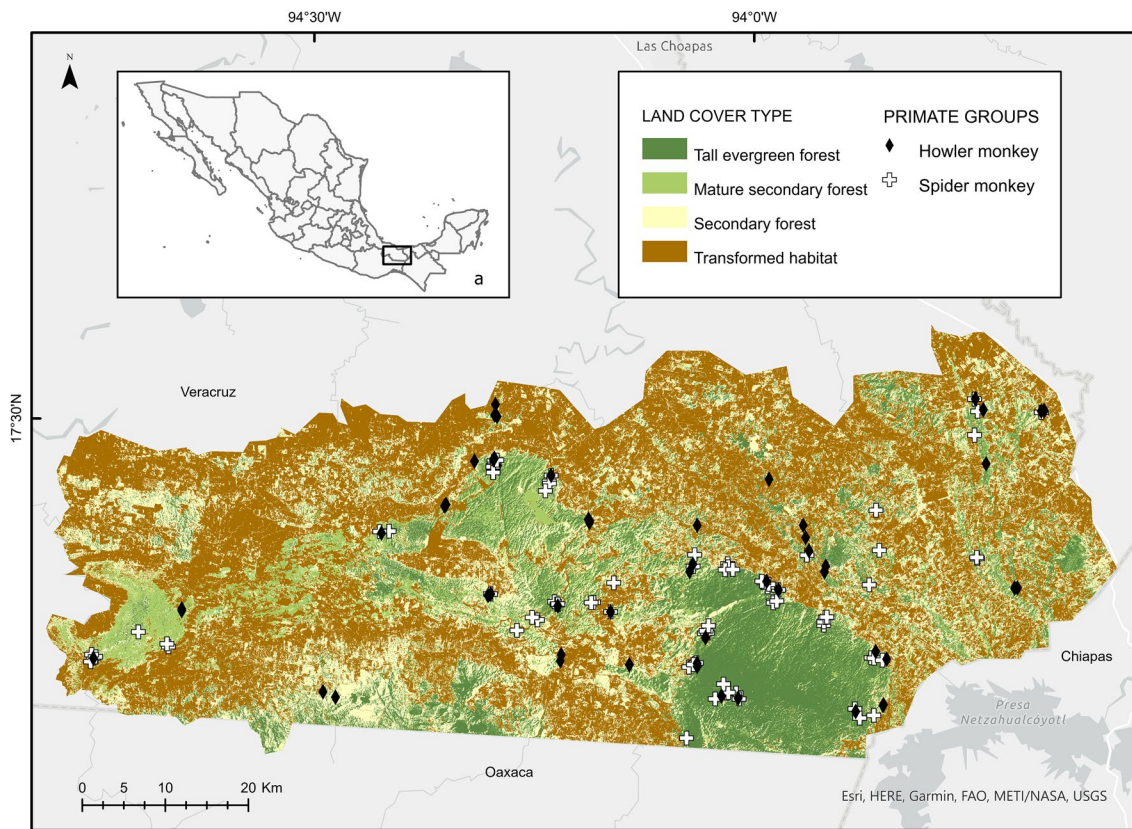 94°30'W
94°0'W
Las Choapas
N
LAND COVER TYPE
PRIMATE GROUPS
Tall evergreen forest
Howler monkey
Mature secondary forest
Spider monkey
Secondary forest
Transformed habitat
a
Veracruz
17°30'N
Chiapas
Presa
Netzahualcóyotl
Oaxaca
0 5 10 20 Km
Esri, HERE, Garmin, FAO, METI/NASA, USGS